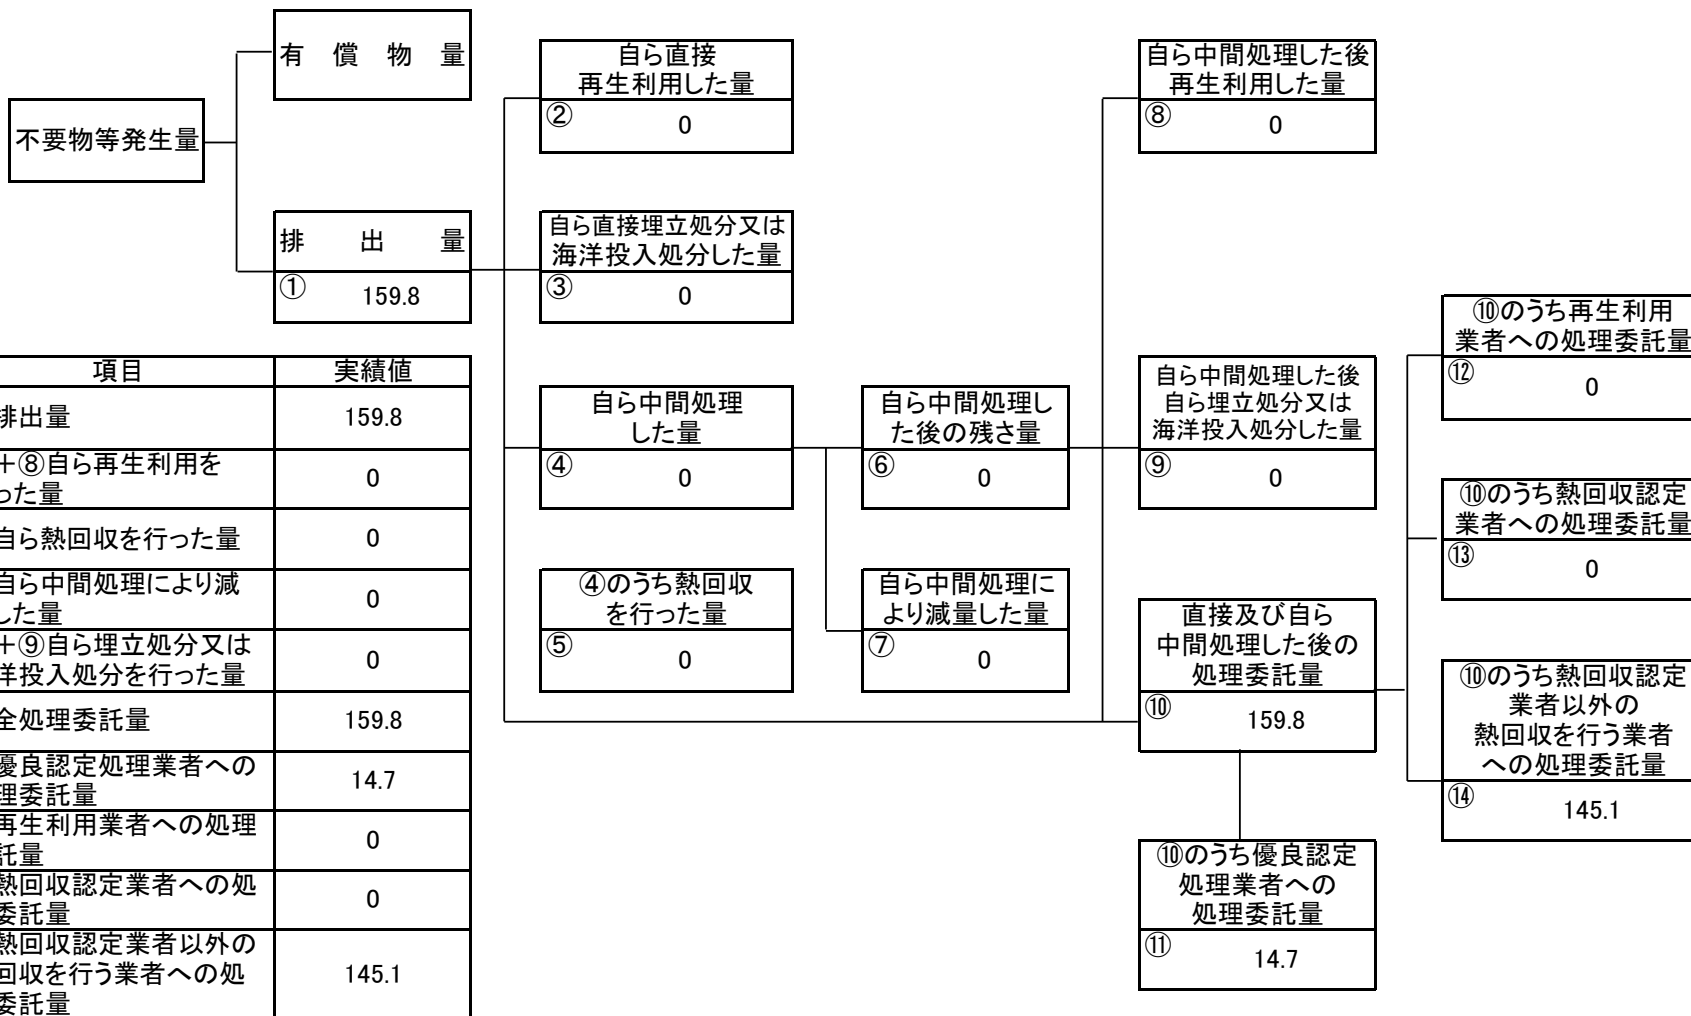 有償物量
不要物等発生量
排出量
① 159.8
自ら直接
再生利用した量
② 0
自ら直接埋立処分又は
海洋投入処分した量
③ 0
自ら中間処理
した量
④ 0
④のうち熱回収
を行った量
⑤ 0
自ら中間処理し
た後の残さ量
⑥ 0
自ら中間処理に
より減量した量
⑦ 0
自ら中間処理した後
再生利用した量
⑧ 0
自ら中間処理した後
自ら埋立処分又は
海洋投入処分した量
⑨ 0
直接及び自ら
中間処理した後の
処理委託量
⑩ 159.8
⑩のうち優良認定
処理業者への
処理委託量
⑪ 14.7
⑩のうち再生利用
業者への処理委託量
⑫ 0
⑩のうち熱回収認定
業者への処理委託量
⑬ 0
⑩のうち熱回収認定
業者以外の
熱回収を行う業者
への処理委託量
⑭ 145.1
項目 実績値
排出量 159.8
+⑧自ら再生利用を
った量 0
自ら熱回収を行った量 0
自ら中間処理により減
した量 0
+⑨自ら埋立処分又は
洋投入処分を行った量 0
全処理委託量 159.8
優良認定処理業者への
理委託量 14.7
再生利用業者への処理
託量 0
熱回収認定業者への処
委託量 0
熱回収認定業者以外の
回収を行う業者への処
委託量 145.1